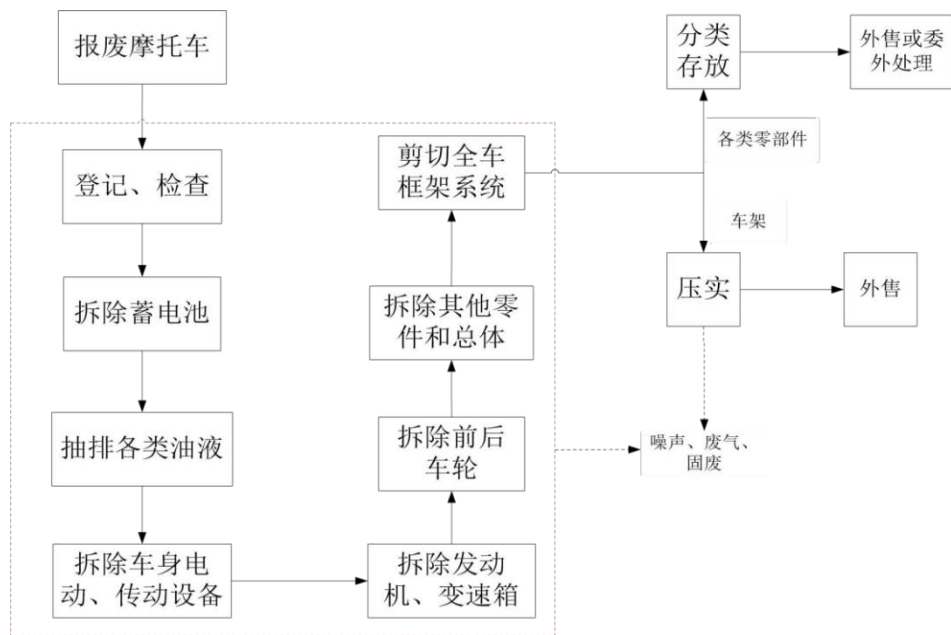 报废摩托车
登记、检查
拆除蓄电池
抽排各类油液
拆除车身电
动、传动设备
拆除发动
机、变速箱
拆除前后
车轮
拆除其他零
件和总体
剪切全车
框架系统
各类零部件
分类
存放
外售或委
外处理
车架
压实
外售
噪声、废气、
固废